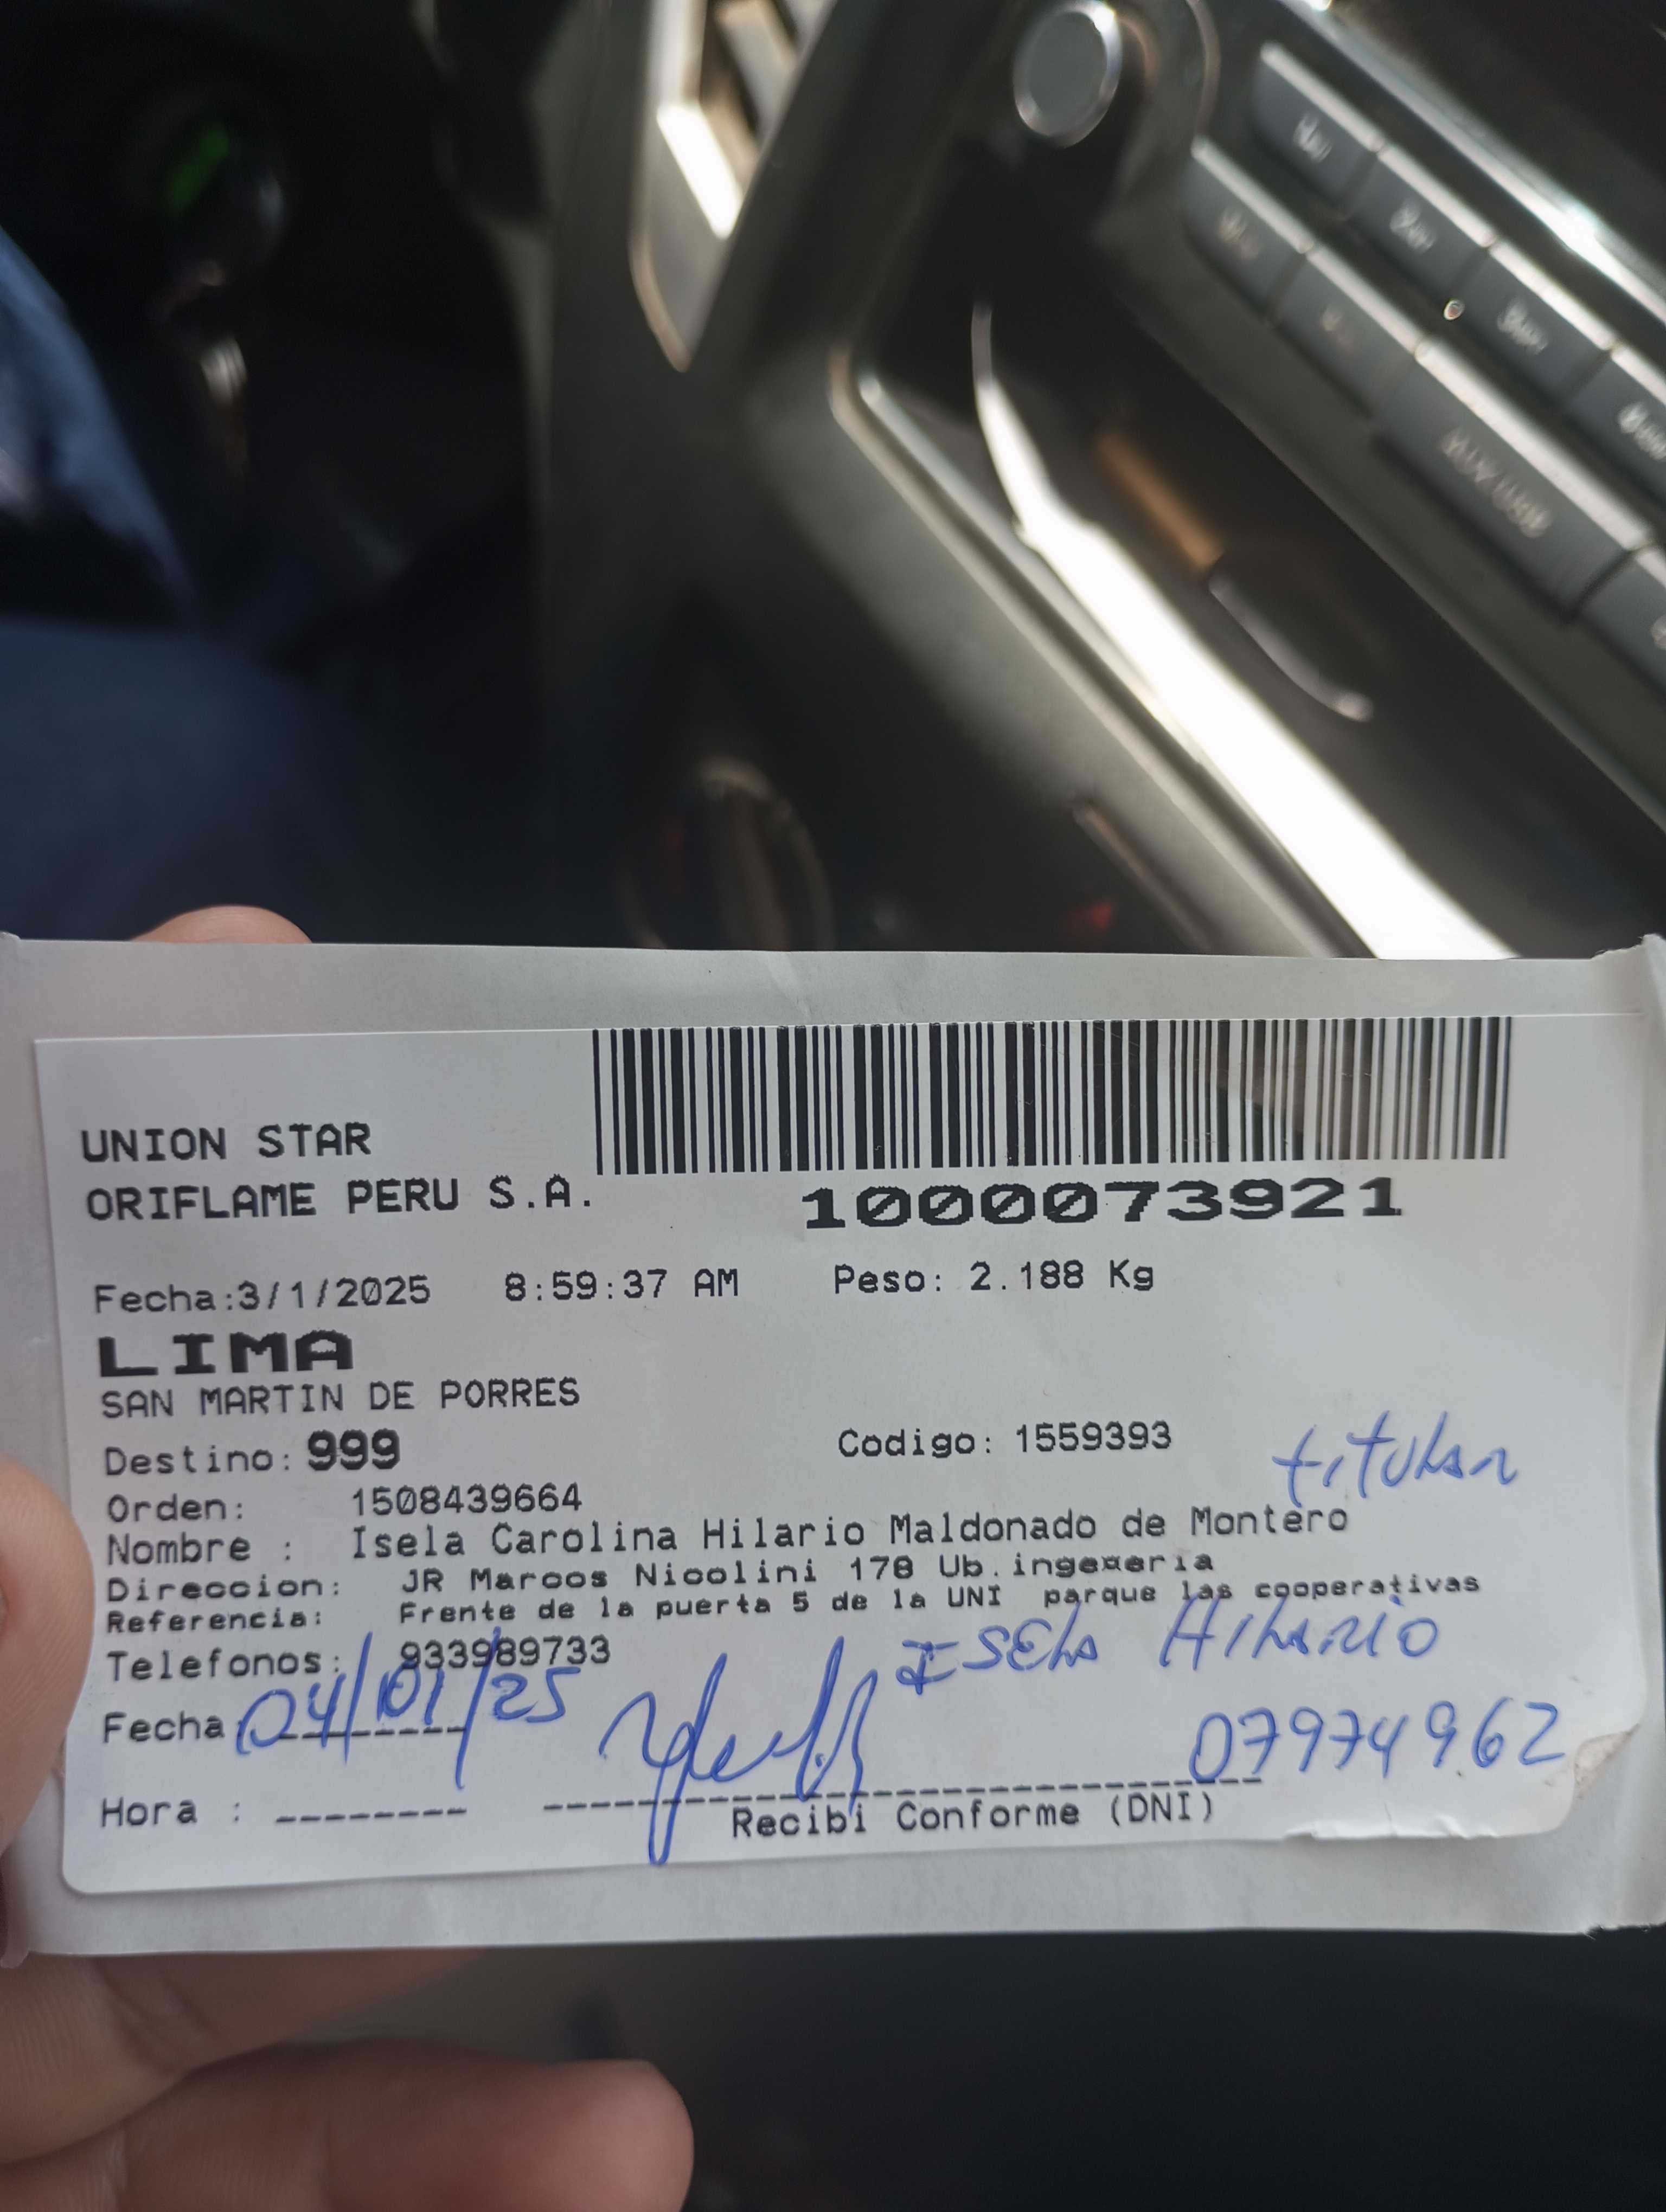 AUX USB
UNION STAR
ORIFLAME PERU S.A.
1000073921
Fecha:3/1/2025 8:59:37 AM Peso: 2.188 Kg
LIMA
SAN MARTIN DE PORRES
Destino: 999 Codigo: 1559393
titular
Orden: 1508439664
Nombre : Isela Carolina Hilario Maldonado de Montero
Direccion: JR Marcos Nicolini 178 Ub.ingexeria
Referencia: Frente de la puerta 5 de la UNI parque las cooperativas
Telefonos: 933989733
Isela Hilario
Fecha 04/01/25
07974962
Hora : --------
Recibi Conforme (DNI)